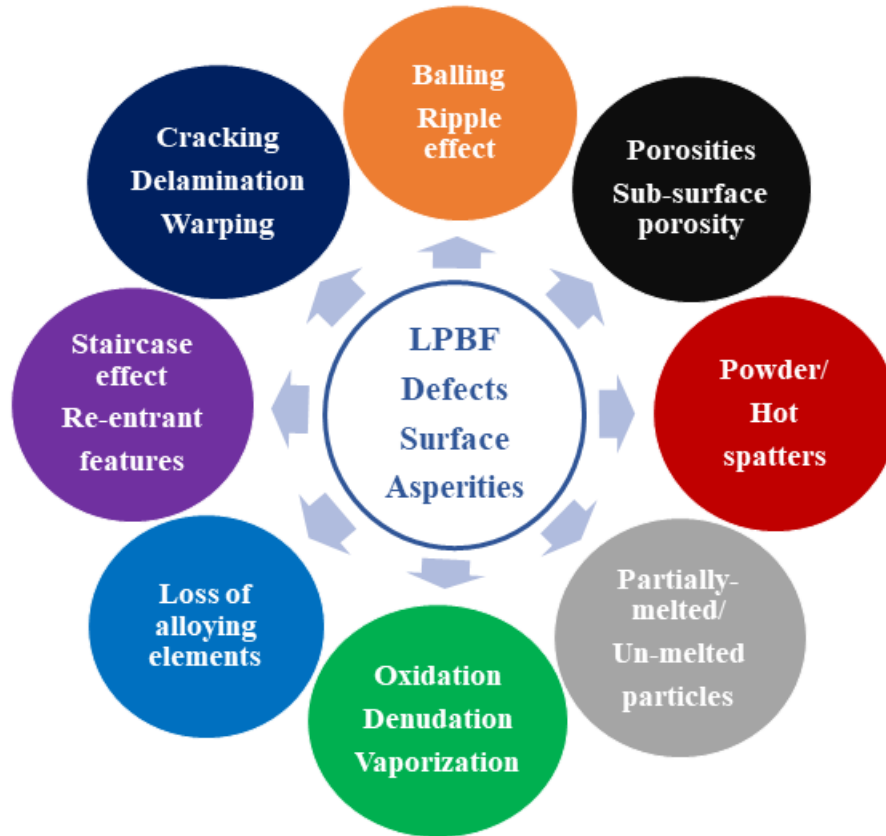 Balling
Ripple
effect
Cracking
Delamination
Warping
Porosities
Sub-surface
porosity
LPBF
Defects
Surface
Asperities
Staircase
effect
Re-entrant
features
Powder/
Hot
spatters
Loss of
alloying
elements
Partially-
melted/
Un-melted
particles
Oxidation
Denudation
Vaporization